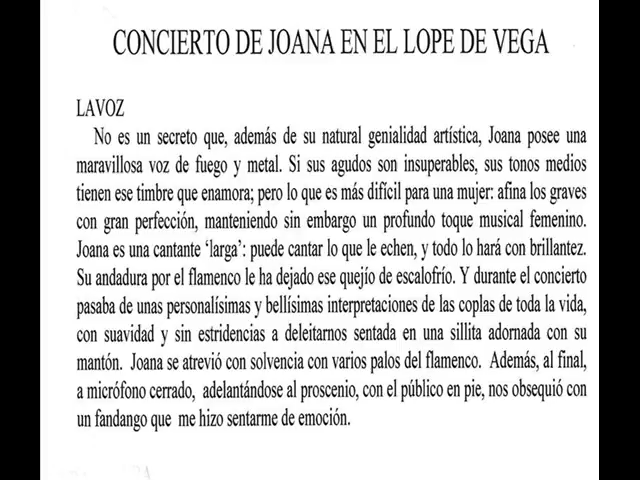 CONCIERTO DE JOANA EN EL LOPE DE VEGA
LAVOZ
No es un secreto que, además de su natural genialidad artística, Joana posee una
maravillosa voz de fuego y metal. Si sus agudos son insuperables, sus tonos medios
tienen ese timbre que enamora; pero lo que es más difícil para una mujer: afina los graves
con gran perfección, manteniendo sin embargo un profundo toque musical femenino.
Joana es una cantante ‘larga’: puede cantar lo que le echen, y todo lo hará con brillantez.
Su andadura por el flamenco le ha dejado ese quejío de escalofrío. Y durante el concierto
pasaba de unas personalísimas y bellísimas interpretaciones de las coplas de toda la vida,
con suavidad y sin estridencias a deleitarnos sentada en una sillita adornada con su
mantón. Joana se atrevió con solvencia con varios palos del flamenco. Además, al final,
a micrófono cerrado, adelantándose al proscenio, con el público en pie, nos obsequió con
un fandango que me hizo sentarme de emoción.